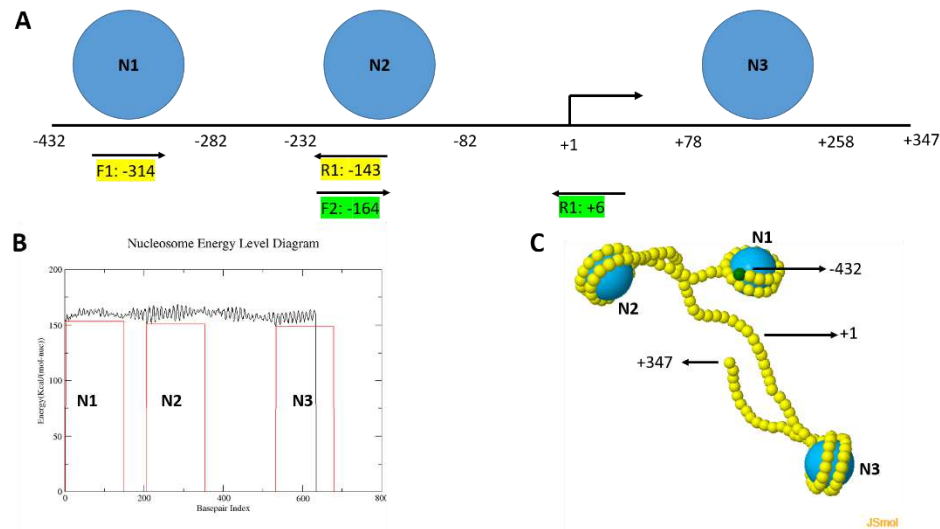 A
N1 N2 N3
-432 -282 -232 -82 +1 +78 +258 +347
F1: -314 R1: -143
F2: -164 R1: +6
B
Nucleosome Energy Level Diagram
Energy(Kcal/(mol-nucl)
200
150
100
50
0
N1 N2 N3
0 200 400 600 800
Basepair Index
C
N1
-432
N2
+1
+347
N3
JSmol